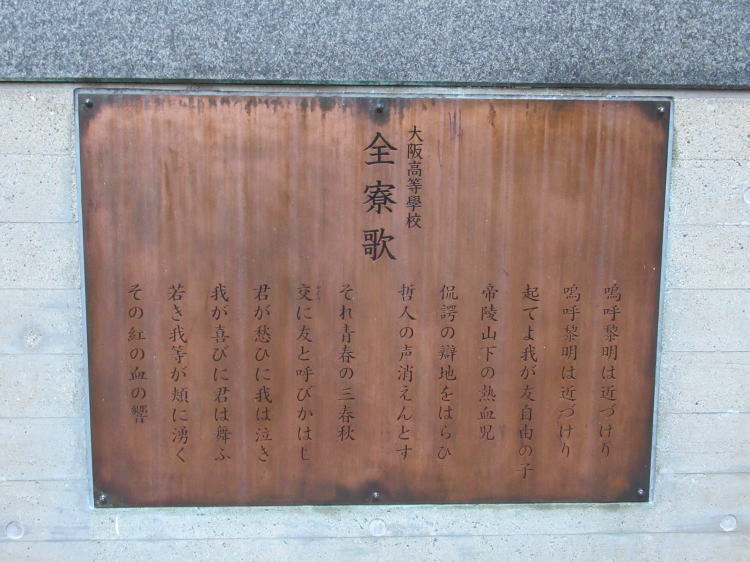 大阪高等學校
全寮歌
嗚呼黎明は近づけり
嗚呼黎明は近づけり
起てよ我が友自由の子
帝陵山下の熱血児
侃諤の辯地をはらひ
哲人の声消えんとす
それ青春の三春秋
交に友と呼びかはし
君が愁ひに我は泣き
我が喜びに君は舞ふ
若き我等が頬に湧く
その紅の血の響